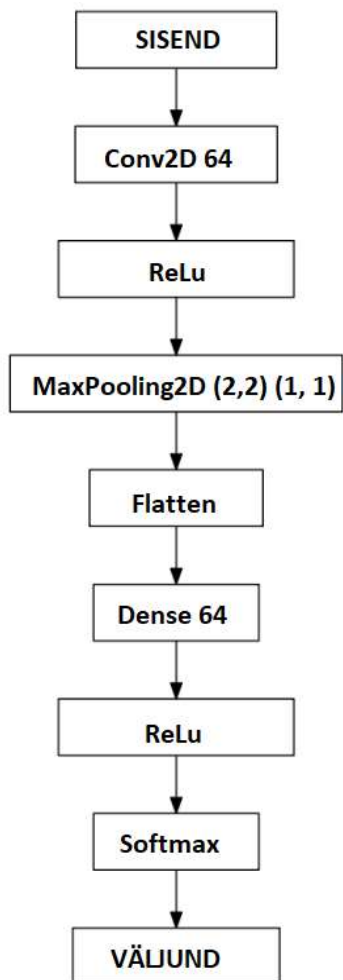 SISEND
Conv2D 64
ReLu
MaxPooling2D (2,2) (1, 1)
Flatten
Dense 64
ReLu
Softmax
VÄLJUND